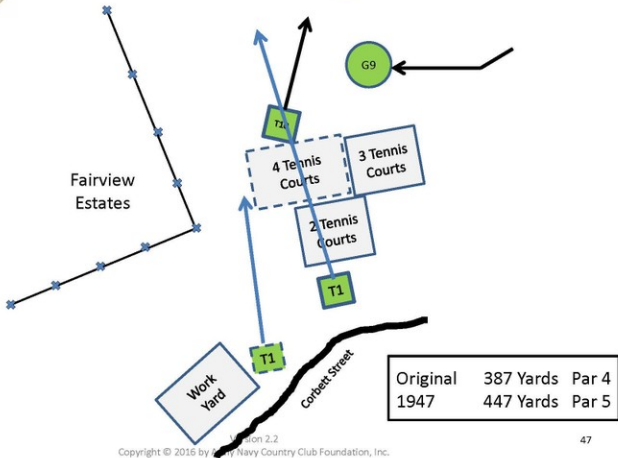 G9
4 Tennis
Courts
3 Tennis
Courts
Fairview
Estates
2 Tennis
Courts
T1
T1
Work
Yard
Corbett Street
Original 387 Yards Par 4
1947 447 Yards Par 5
Version 2.2
Copyright © 2016 by Army Navy Country Club Foundation, Inc.
47